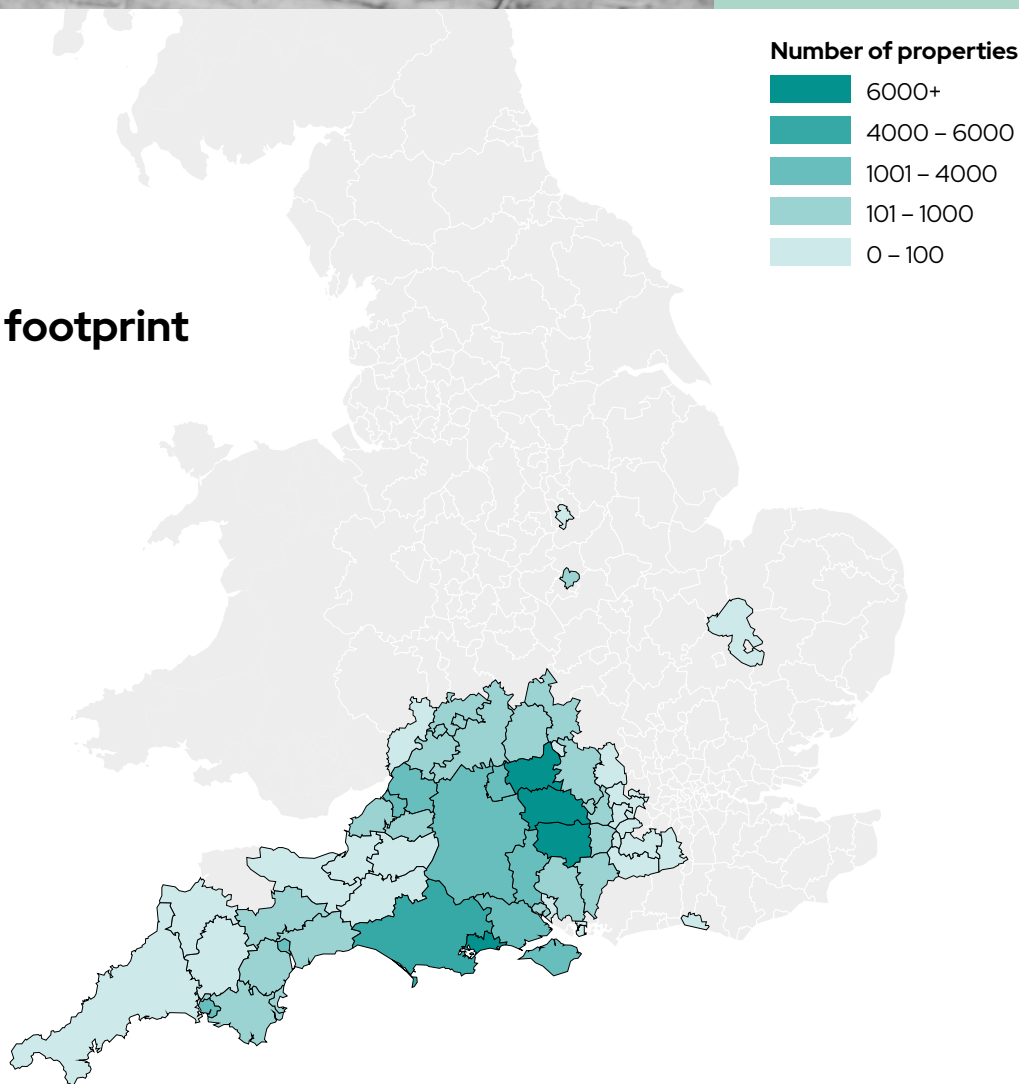 Number of properties
6000+
4000 – 6000
1001 – 4000
101 – 1000
0 – 100
footprint